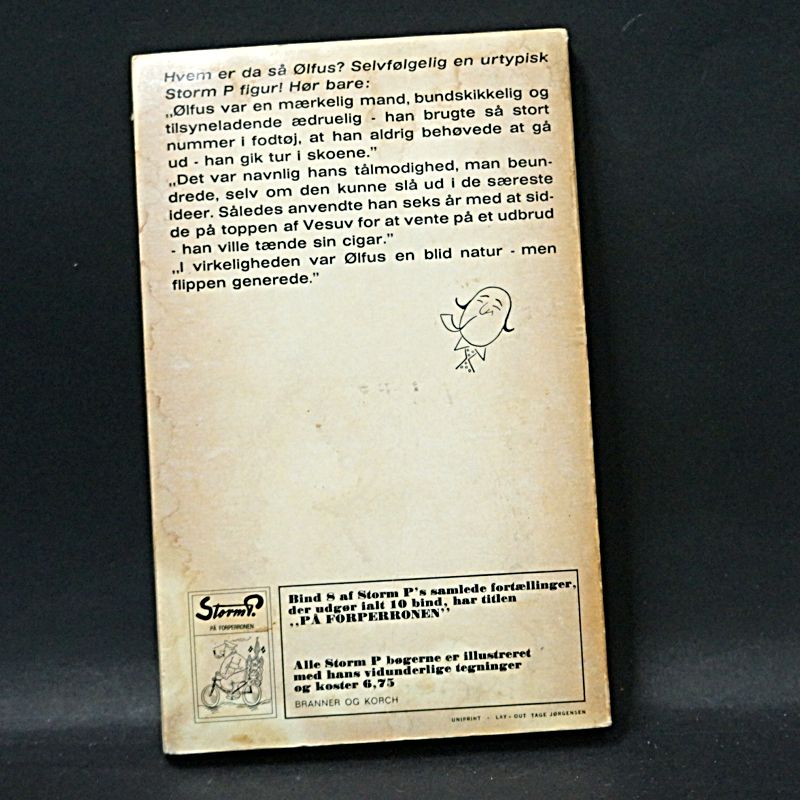 Hvem er da så Ølfus? Selvfølgelig en urtypisk
Storm P figur! Hør bare:
„Ølfus var en mærkelig mand, bundskikkelig og
tilsyneladende ædruelig - han brugte så stort
nummer i fodtøj, at han aldrig behøvede at gå
ud - han gik tur i skoene."
„Det var navnlig hans tålmodighed, man beun-
drede, selv om den kunne slå ud i de særeste
ideer. Således anvendte han seks år med at sid-
de på toppen af Vesuv for at vente på et udbrud
- han ville tænde sin cigar."
„I virkeligheden var Ølfus en blid natur - men
flippen generede."
Storm P.
PÅ FORPERRONEN
Bind 8 af Storm P's samlede fortællinger,
der udgør ialt 10 bind, har titlen
„PÅ FORPERRONEN"
Alle Storm P bøgerne er illustreret
med hans vidunderlige tegninger
og koster 6,75
BRANNER OG KORCH
UNIPRINT - LAY-OUT TAGE JØRGENSEN